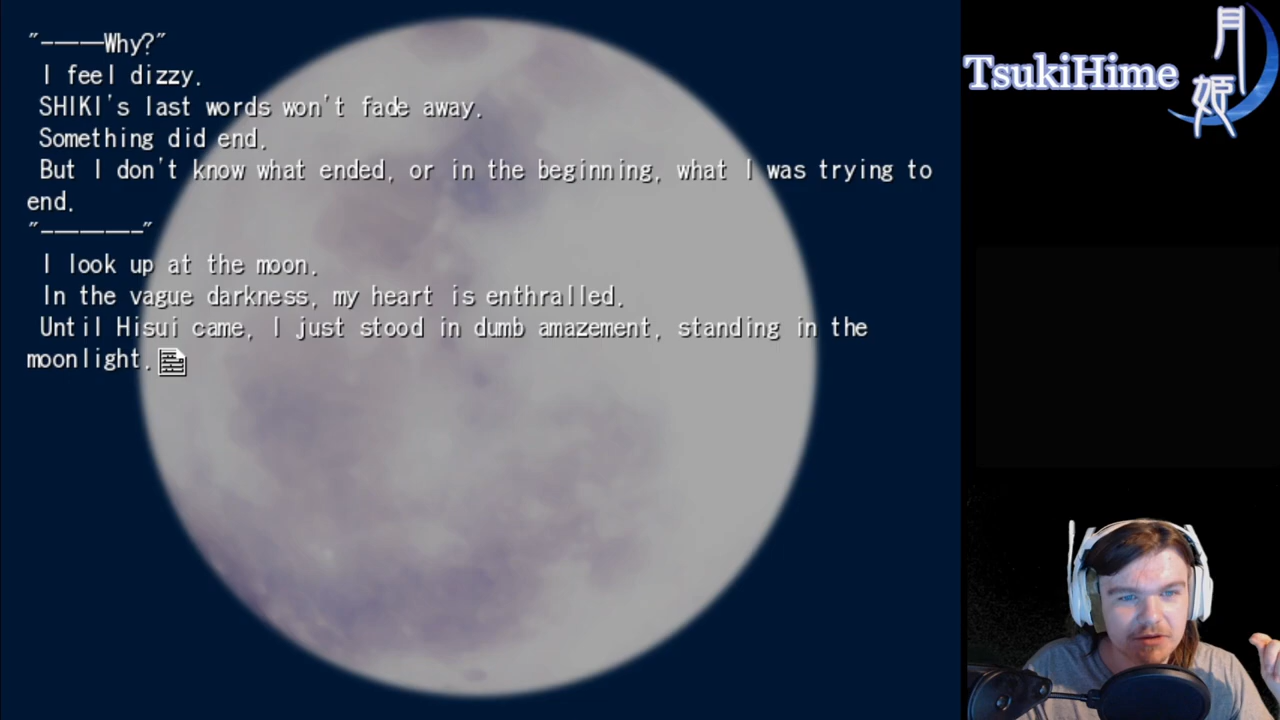 "————Why?"
I feel dizzy.
SHIKI's last words won't fade away.
Something did end.
But I don't know what ended, or in the beginning, what I was trying to
end.
"———————"
I look up at the moon.
In the vague darkness, my heart is enthralled.
Until Hisui came, I just stood in dumb amazement, standing in the
moonlight.
TsukiHime
月姫